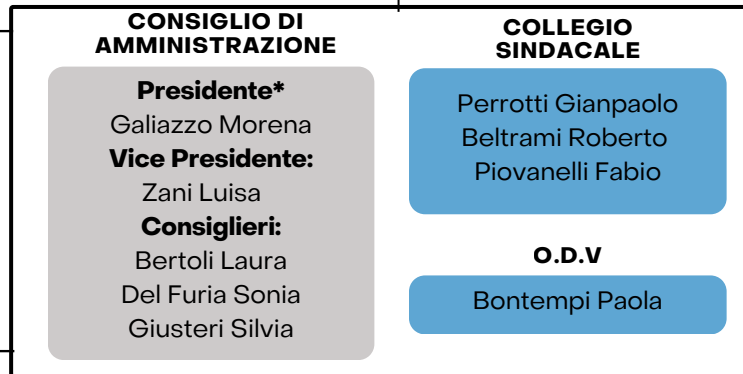 CONSIGLIO DI
AMMINISTRAZIONE
Presidente*
Galiazzo Morena
Vice Presidente:
Zani Luisa
Consiglieri:
Bertoli Laura
Del Furia Sonia
Giusteri Silvia
COLLEGIO
SINDACALE
Perrotti Gianpaolo
Beltrami Roberto
Piovanelli Fabio
O.D.V
Bontempi Paola